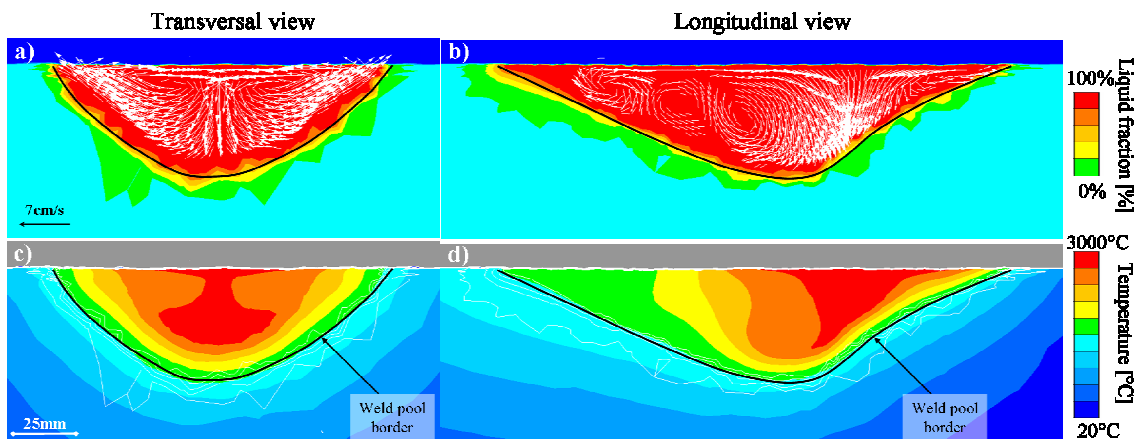 Transversal view
Longitudinal view
a)
b)
100%
0%
Liquid fraction [%]
7cm/s
c)
d)
3000°C
20°C
Temperature [°C]
Weld pool
border
Weld pool
border
25mm